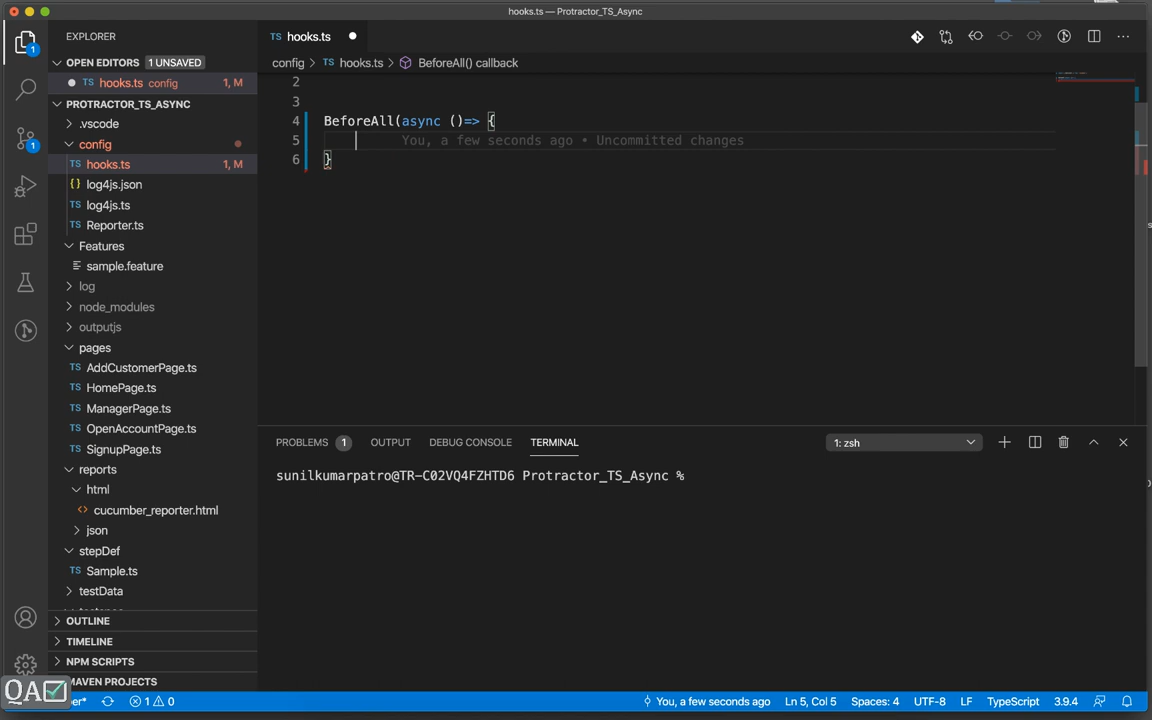 hooks.ts — Protractor_TS_Async
EXPLORER
TS hooks.ts
1
OPEN EDITORS 1 UNSAVED
config > TS hooks.ts > BeforeAll() callback
TS hooks.ts config 1, M
2
PROTRACTOR_TS_ASYNC
3
.vscode
4 BeforeAll(async ()=> {
1
config
5 You, a few seconds ago • Uncommitted changes
TS hooks.ts 1, M
6 }
{} log4js.json
TS log4js.ts
TS Reporter.ts
Features
sample.feature
log
node_modules
outputjs
pages
TS AddCustomerPage.ts
TS HomePage.ts
TS ManagerPage.ts
TS OpenAccountPage.ts
TS SignupPage.ts
reports
html
<> cucumber_reporter.html
json
stepDef
TS Sample.ts
testData
OUTLINE
TIMELINE
NPM SCRIPTS
MAVEN PROJECTS
PROBLEMS 1 OUTPUT DEBUG CONSOLE TERMINAL 1: zsh
sunilkumarpatro@TR-C02VQ4FZHTD6 Protractor_TS_Async %
QA
er* 1 0 You, a few seconds ago Ln 5, Col 5 Spaces: 4 UTF-8 LF TypeScript 3.9.4